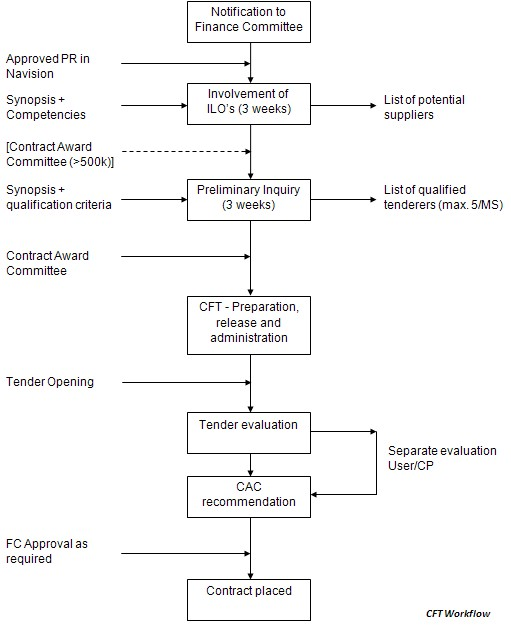 Notification to
Finance Committee
Approved PR in
Navision
Synopsis +
Competencies
Involvement of
ILO's (3 weeks)
List of potential
suppliers
[Contract Award
Committee (>500k)]
Synopsis +
qualification criteria
Preliminary Inquiry
(3 weeks)
List of qualified
tenderers (max. 5/MS)
Contract Award
Committee
CFT - Preparation,
release and
administration
Tender Opening
Tender evaluation
Separate evaluation
User/CP
CAC
recommendation
FC Approval as
required
Contract placed
CFT Workflow